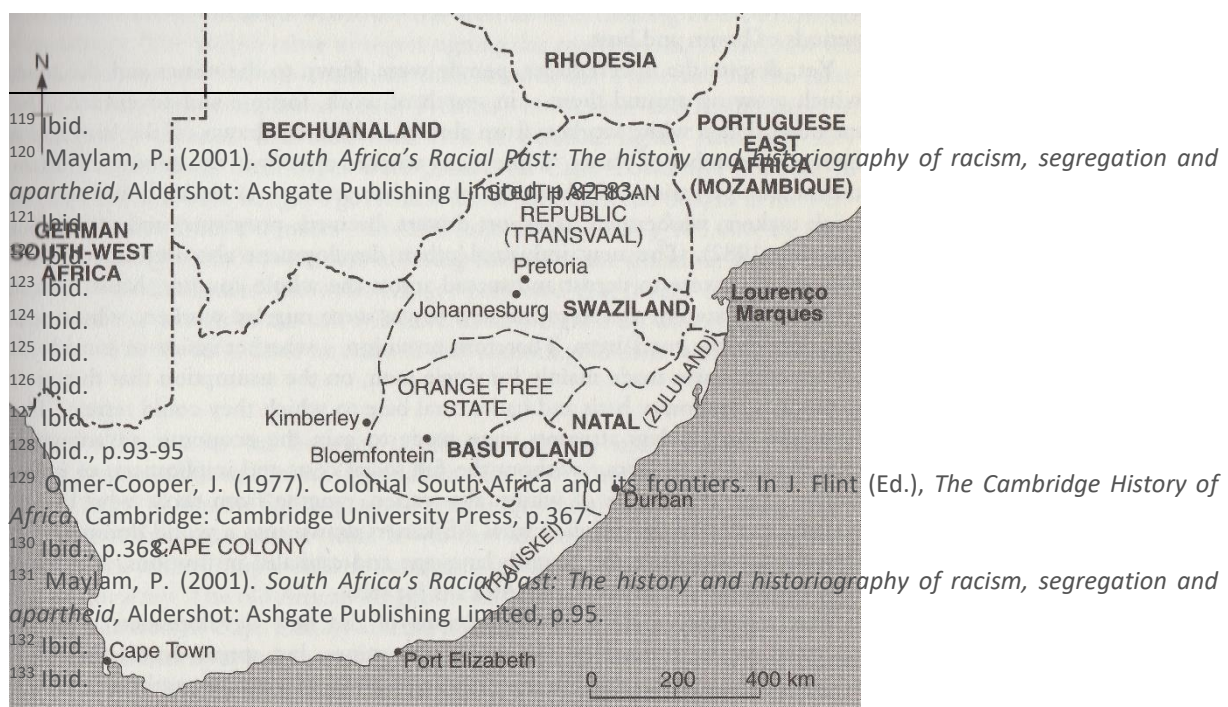 RHODESIA
N
119 Ibid.
BECHUANALAND
PORTUGUESE
EAST
AFRICA
(MOZAMBIQUE)
120 Maylam, P. (2001). South Africa's Racial Past: The history and historiography of racism, segregation and
apartheid, Aldershot: Ashgate Publishing Limited, p.82-83.
SOUTH AFRICAN
REPUBLIC
(TRANSVAAL)
121 Ibid.
GERMAN
SOUTH-WEST
AFRICA
122 Ibid.
Pretoria
123 Ibid.
Johannesburg
SWAZILAND
Lourenço
Marques
124 Ibid.
125 Ibid.
(ZULULAND)
126 Ibid.
ORANGE FREE
STATE
127 Ibid.
Kimberley
NATAL
128 Ibid., p.93-95
Bloemfontein
BASUTOLAND
129 Omer-Cooper, J. (1977). Colonial South Africa and its frontiers. In J. Flint (Ed.), The Cambridge History of
Africa. Cambridge: Cambridge University Press, p.367.
Durban
130 Ibid., p.368.
CAPE COLONY
(TRANSKEI)
131 Maylam, P. (2001). South Africa's Racial Past: The history and historiography of racism, segregation and
apartheid, Aldershot: Ashgate Publishing Limited, p.95.
132 Ibid.
Cape Town
Port Elizabeth
133 Ibid.
0 200 400 km